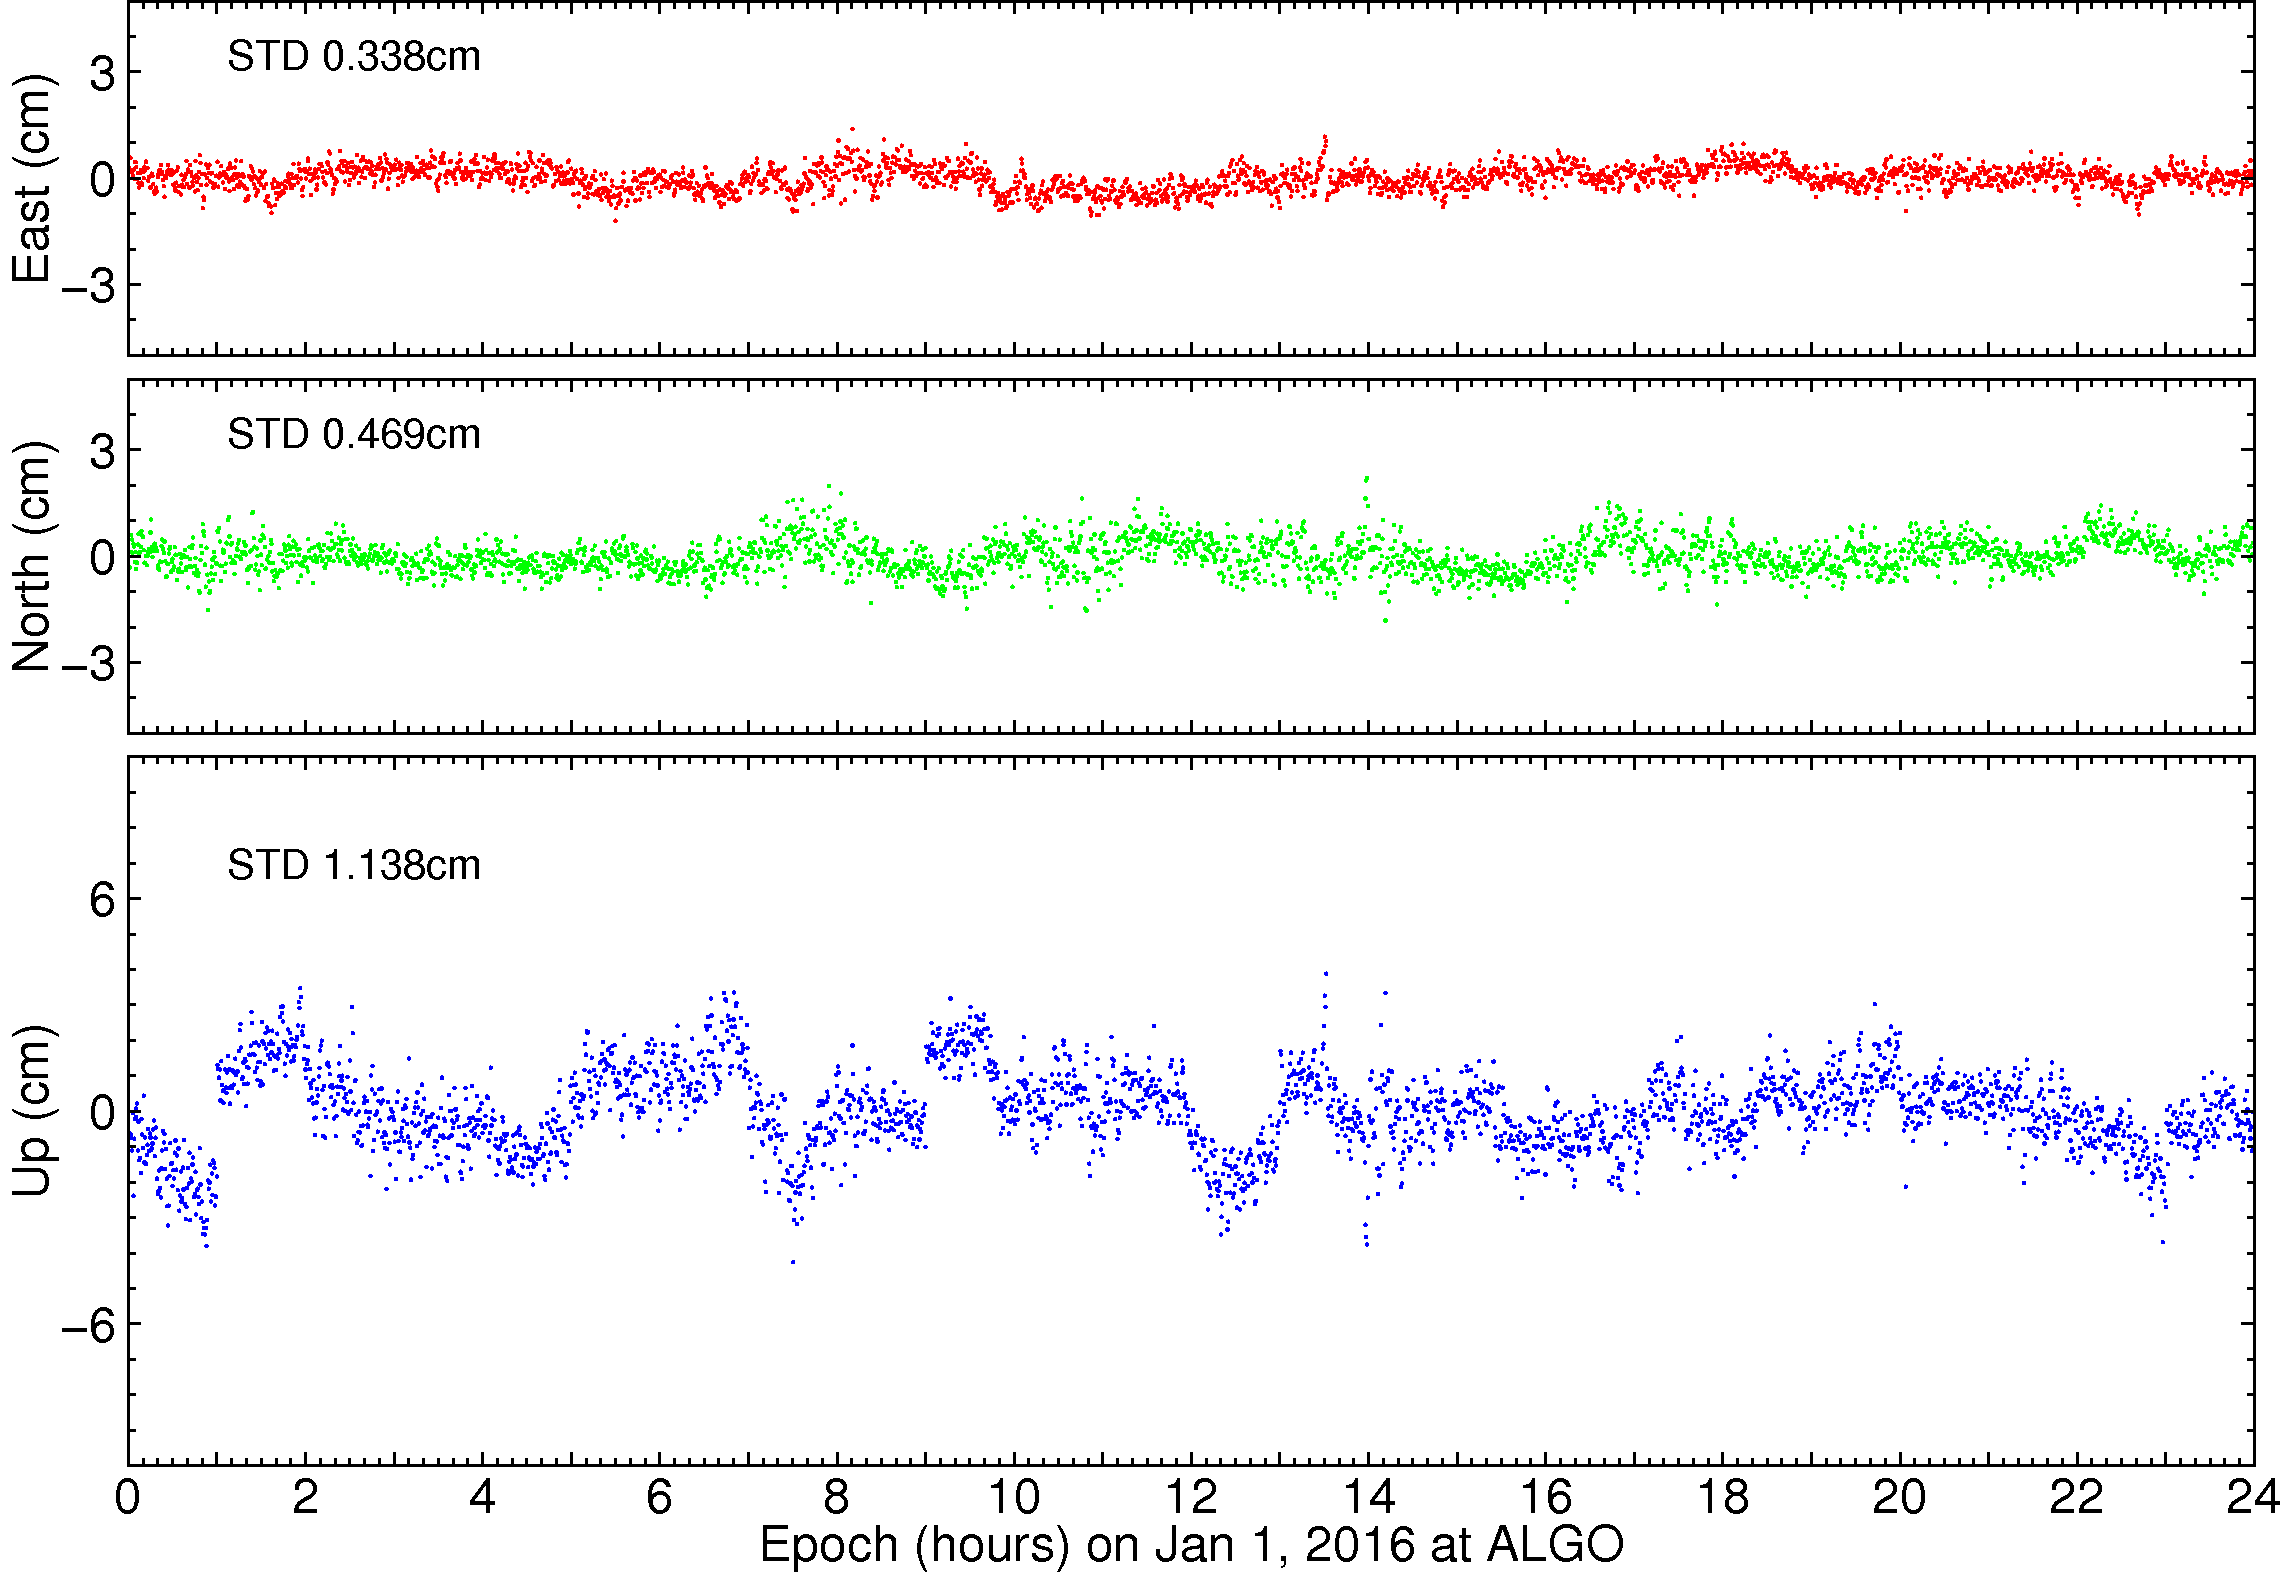 STD 0.338cm
East (cm)
3
0
−3
STD 0.469cm
North (cm)
3
0
−3
STD 1.138cm
Up (cm)
6
0
−6
0 2 4 6 8 10 12 14 16 18 20 22 24
Epoch (hours) on Jan 1, 2016 at ALGO